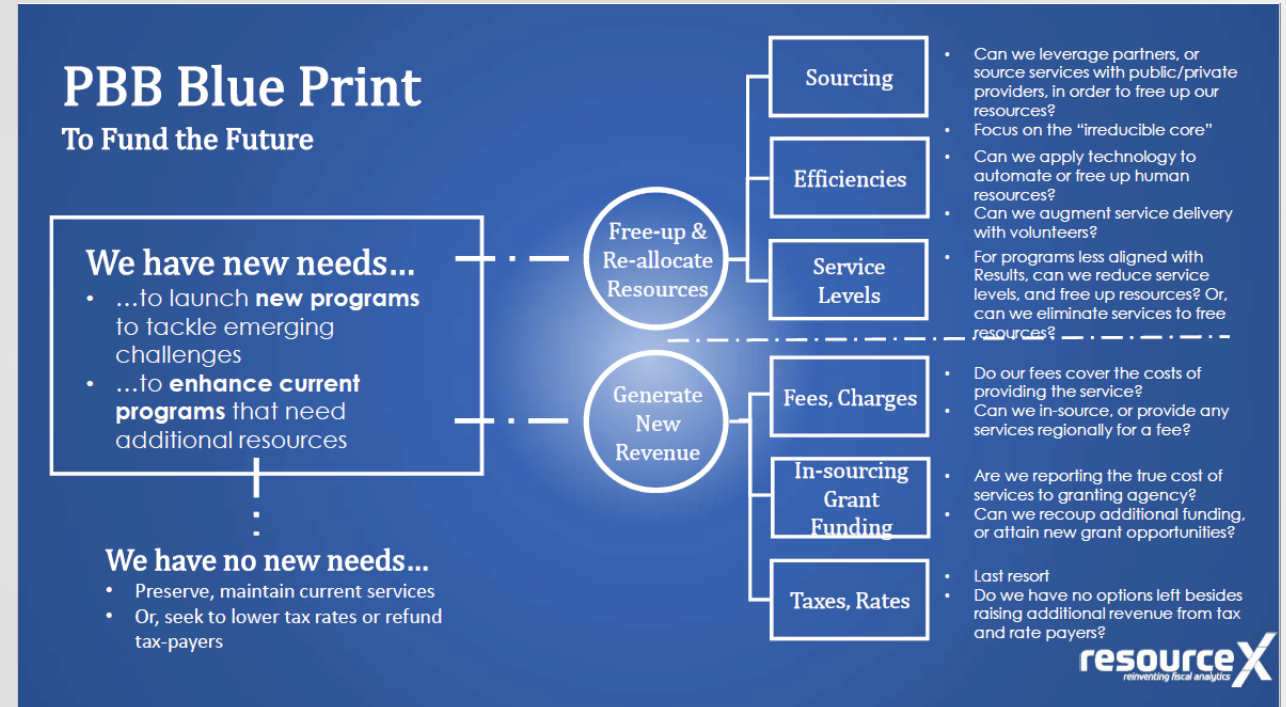 PBB Blue Print
To Fund the Future
We have new needs...
• ...to launch new programs
to tackle emerging
challenges
• ...to enhance current
programs that need
additional resources
We have no new needs...
• Preserve, maintain current services
• Or, seek to lower tax rates or refund
tax-payers
Free-up &
Re-allocate
Resources
Sourcing
• Can we leverage partners, or
source services with public/private
providers, in order to free up our
resources?
• Focus on the “irreducible core”
Efficiencies
• Can we apply technology to
automate or free up human
resources?
• Can we augment service delivery
with volunteers?
Service
Levels
• For programs less aligned with
Results, can we reduce service
levels, and free up resources? Or,
can we eliminate services to free
resources?
Generate
New
Revenue
Fees, Charges
• Do our fees cover the costs of
providing the service?
• Can we in-source, or provide any
services regionally for a fee?
In-sourcing
Grant
Funding
• Are we reporting the true cost of
services to granting agency?
• Can we recoup additional funding,
or attain new grant opportunities?
Taxes, Rates
• Last resort
• Do we have no options left besides
raising additional revenue from tax
and rate payers?
resourceX
reinventing fiscal analytics